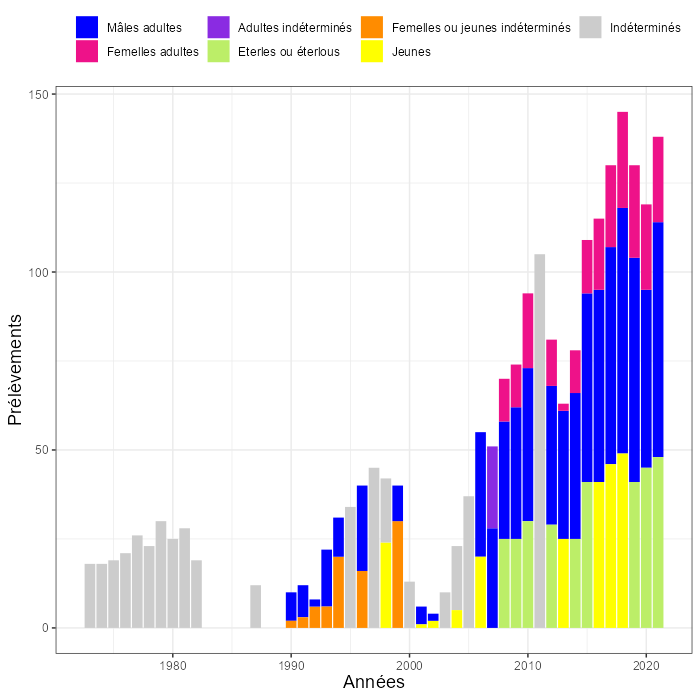 Mâles adultes
Adultes indéterminés
Femelles ou jeunes indéterminés
Indéterminés
Femelles adultes
Eterles ou éterlous
Jeunes
150
100
50
0
Prélèvements
1980
1990
2000
2010
2020
Années